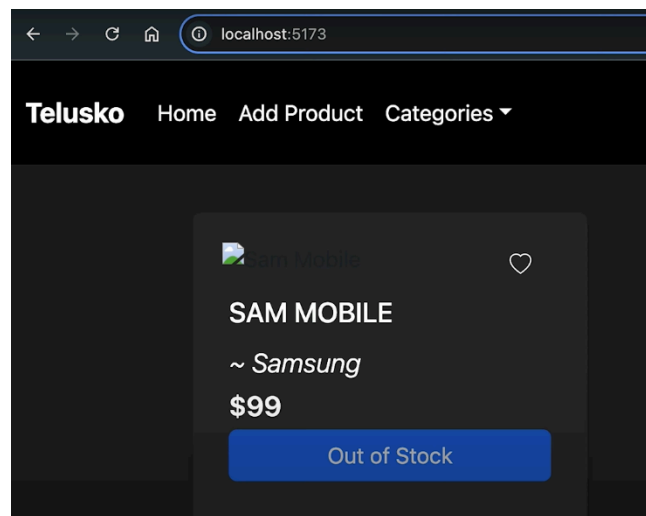 localhost:5173
Telusko Home Add Product Categories
Sam Mobile
SAM MOBILE
~ Samsung
$99
Out of Stock